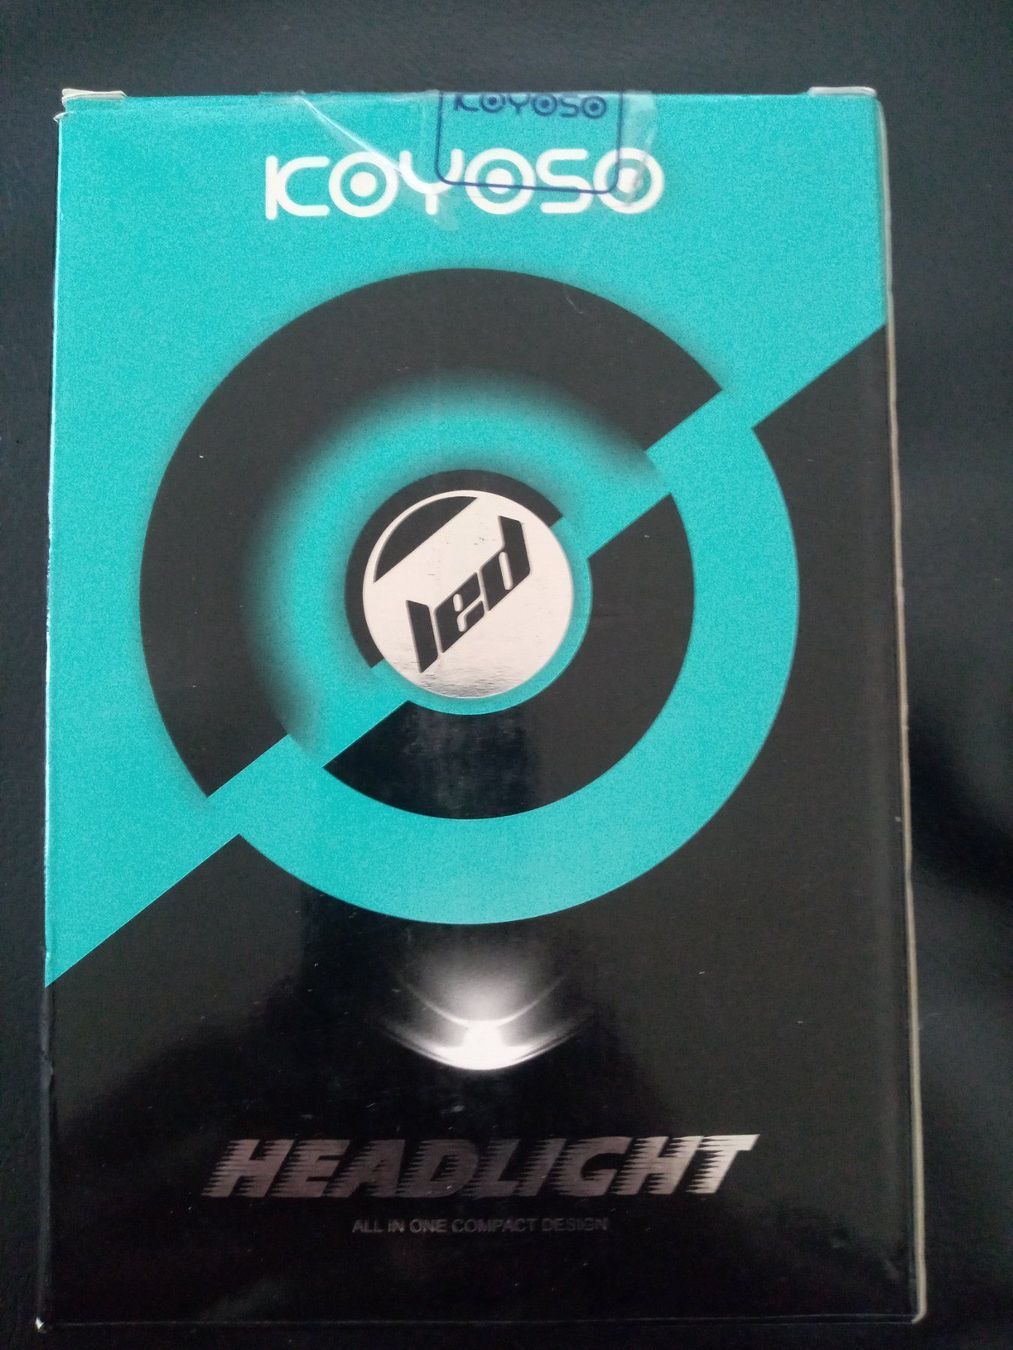 KOYOSO
KOYOSO
led
HEADLIGHT
ALL IN ONE COMPACT DESIGN